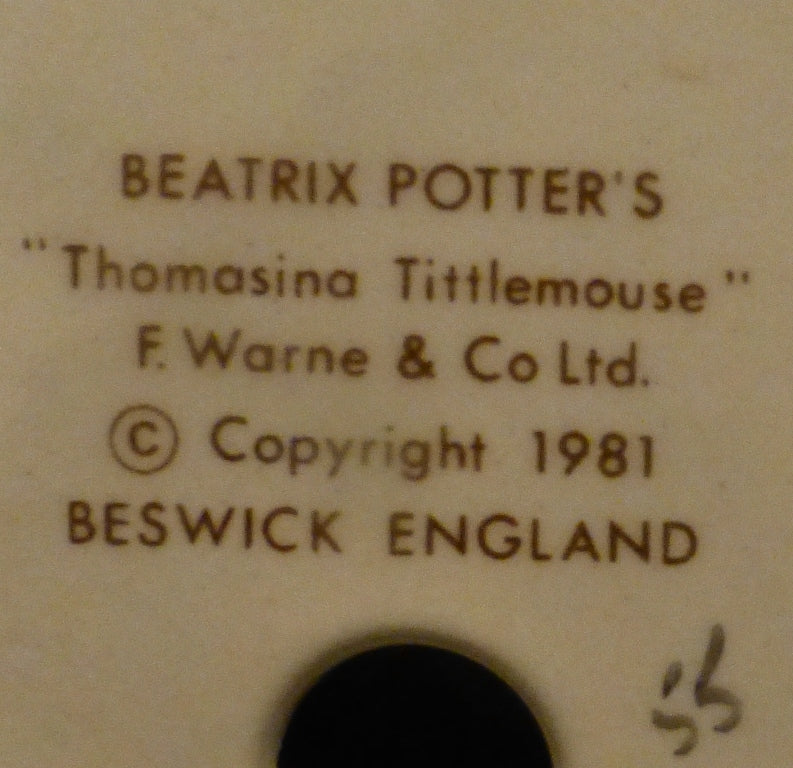 BEATRIX POTTER'S
"Thomasina Tittlemouse"
F. Warne & Co Ltd.
© Copyright 1981
BESWICK ENGLAND